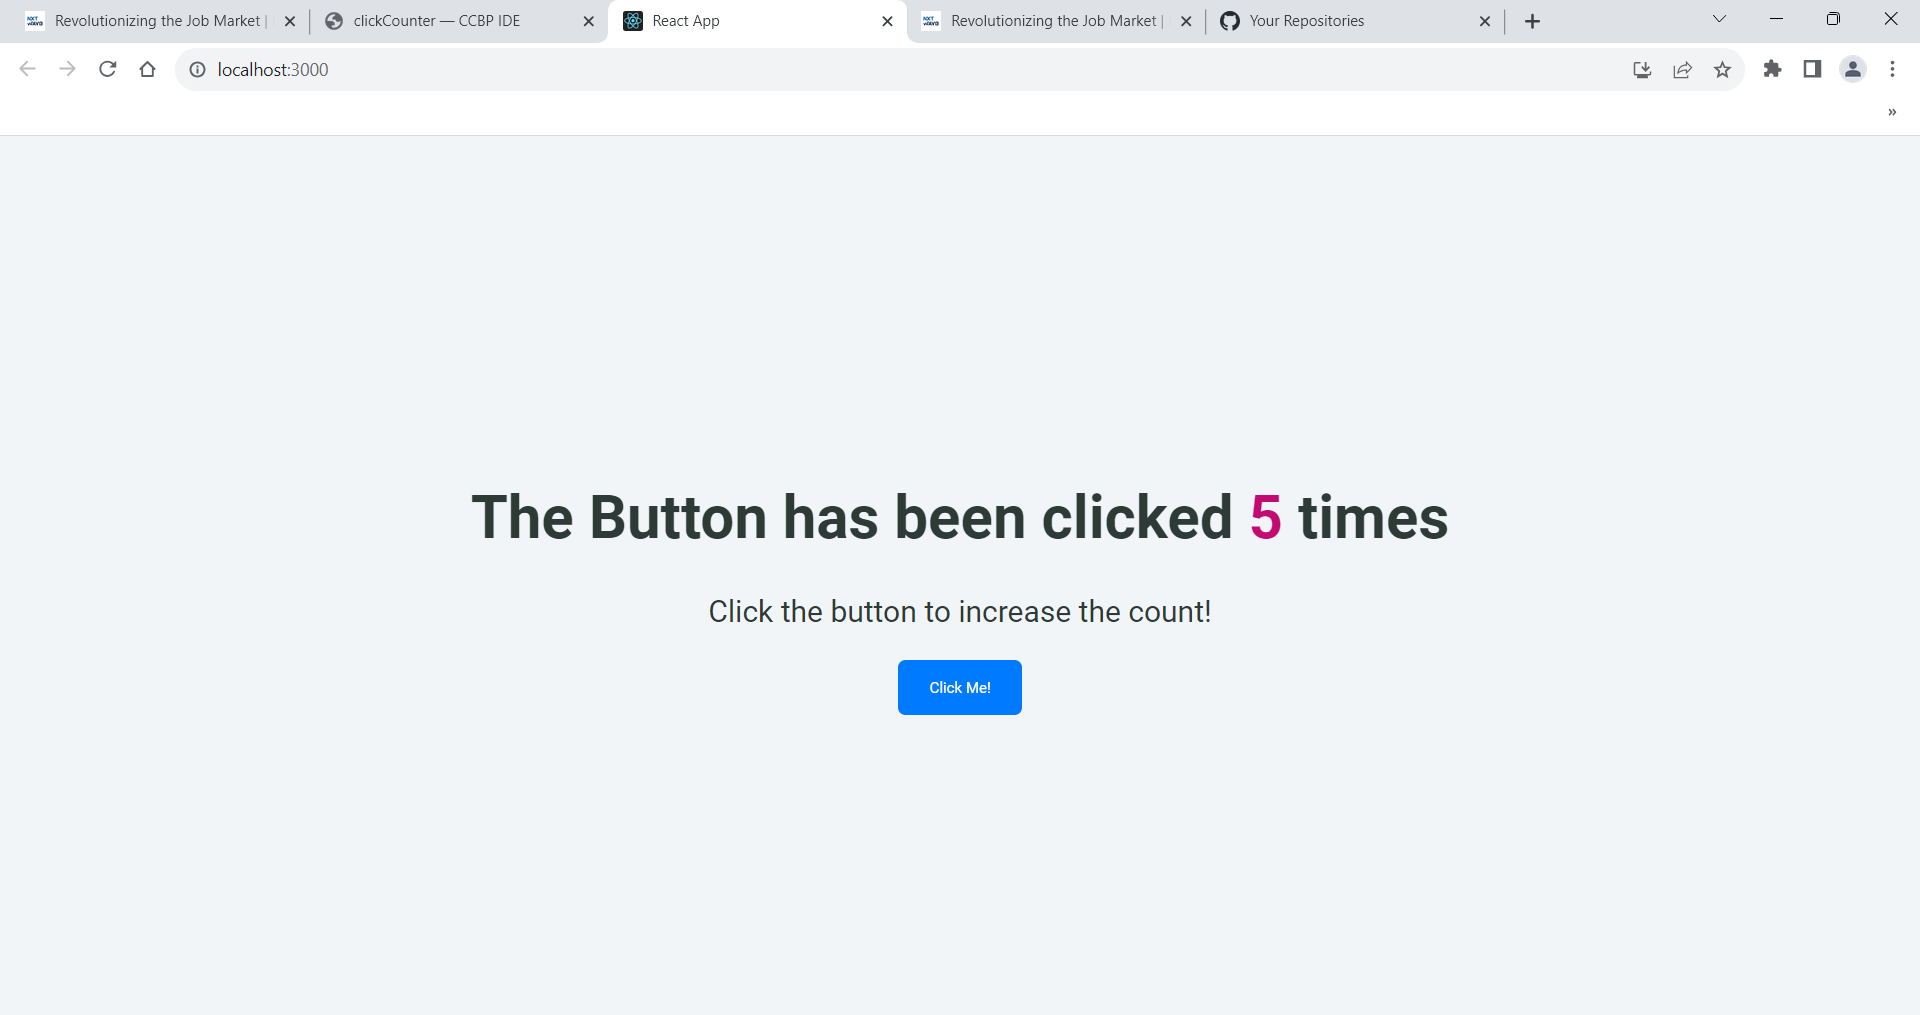 Revolutionizing the Job Market |
clickCounter — CCBP IDE
React App
Revolutionizing the Job Market |
Your Repositories
localhost:3000
»
The Button has been clicked 5 times
Click the button to increase the count!
Click Me!